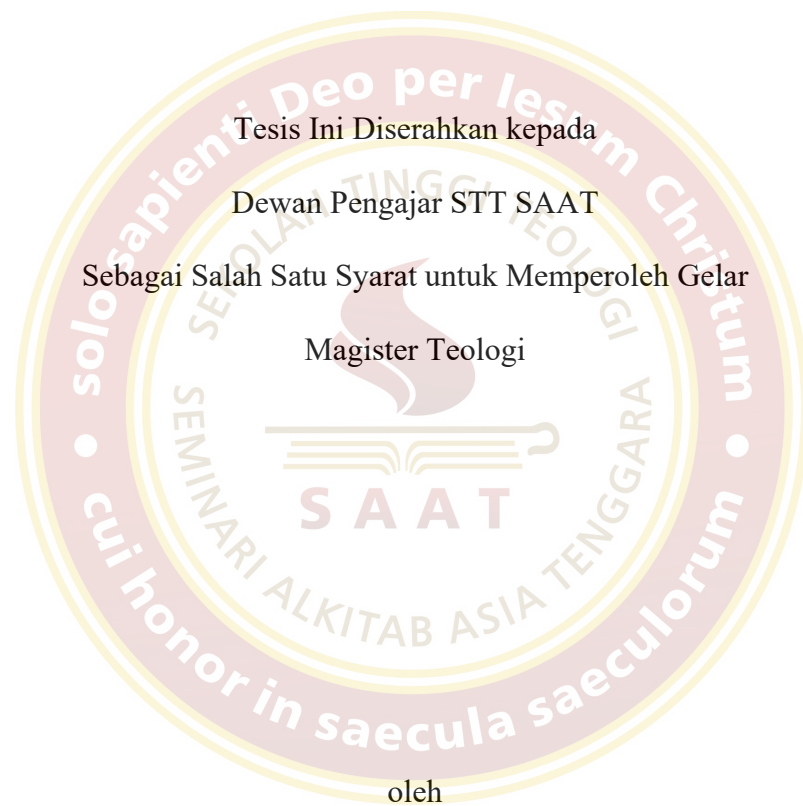 solo sapienti Deo per Iesum Christum
SEKOLAH TINGGI TEOLOGI
Tesis Ini Diserahkan kepada
Dewan Pengajar STT SAAT
Sebagai Salah Satu Syarat untuk Memperoleh Gelar
Magister Teologi
SAAT
SEMINARI ALKITAB ASIA TENGGARA
cui honor in saecula saeculorum
oleh